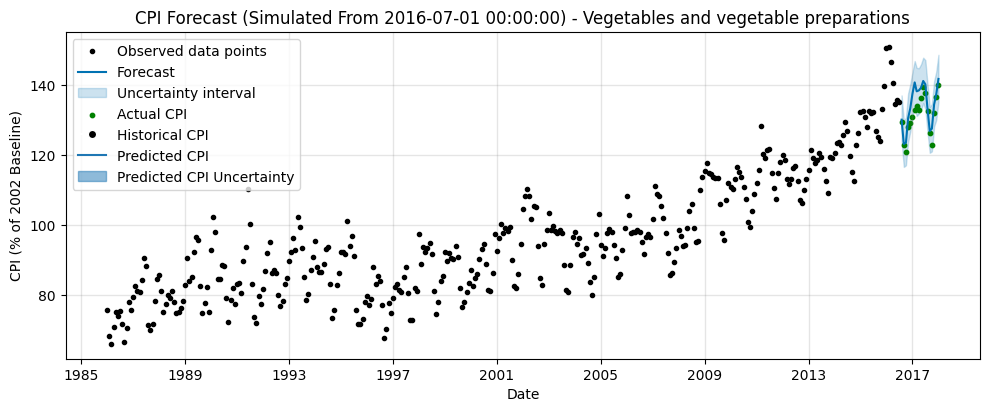 CPI Forecast (Simulated From 2016-07-01 00:00:00) - Vegetables and vegetable preparations
Observed data points
Forecast
Uncertainty interval
Actual CPI
Historical CPI
Predicted CPI
Predicted CPI Uncertainty
CPI (% of 2002 Baseline)
140
120
100
80
1985
1989
1993
1997
2001
2005
2009
2013
2017
Date